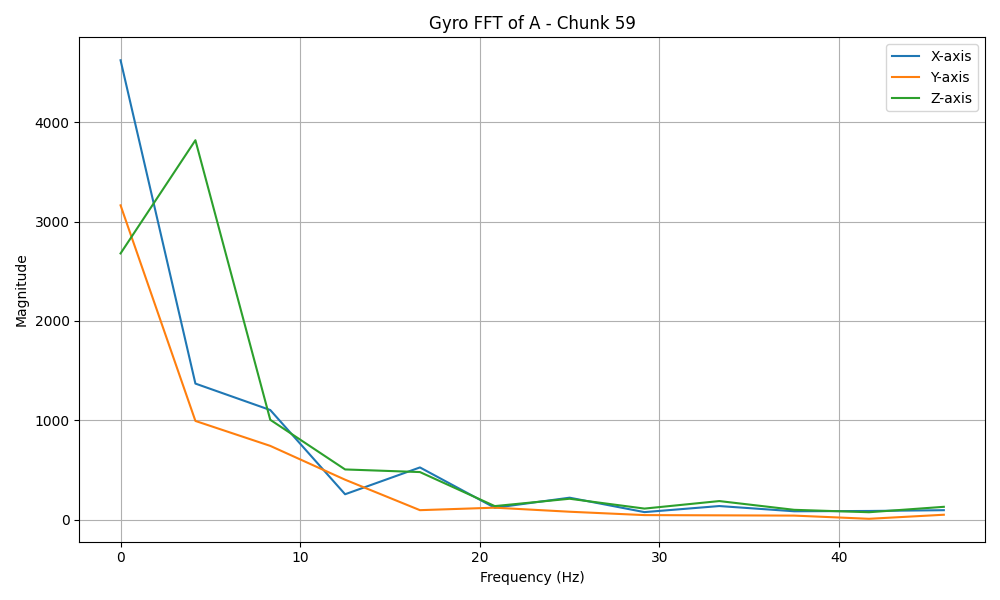 Gyro FFT of A - Chunk 59
X-axis
Y-axis
Z-axis
Magnitude
4000
3000
2000
1000
0
0 10 20 30 40
Frequency (Hz)